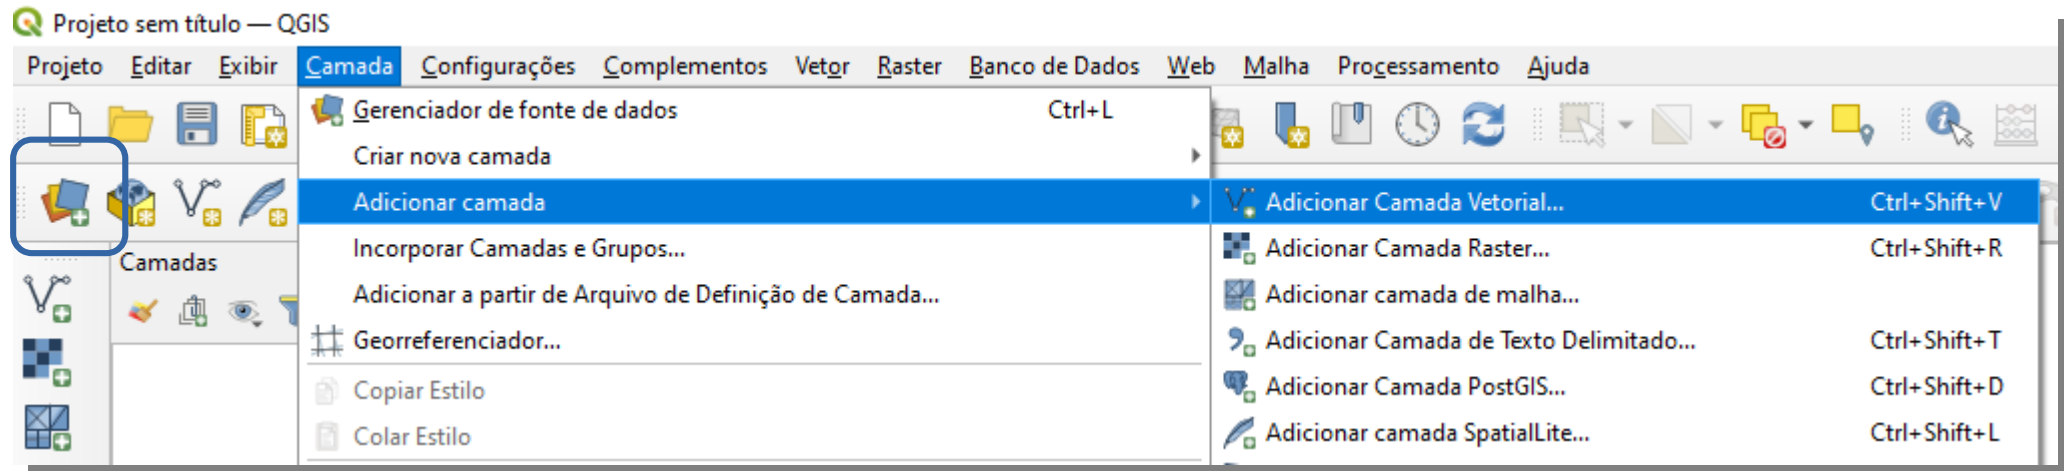 Projeto sem título — QGIS
Projeto Editar Exibir Camada Configurações Complementos Vetor Raster Banco de Dados Web Malha Processamento Ajuda
Gerenciador de fonte de dados Ctrl+L
Criar nova camada
Adicionar camada
Adicionar Camada Vetorial... Ctrl+Shift+V
Camadas
Incorporar Camadas e Grupos...
Adicionar Camada Raster... Ctrl+Shift+R
Adicionar a partir de Arquivo de Definição de Camada...
Adicionar camada de malha...
Georreferenciador...
Adicionar Camada de Texto Delimitado... Ctrl+Shift+T
Copiar Estilo
Adicionar Camada PostGIS... Ctrl+Shift+D
Colar Estilo
Adicionar camada SpatialLite... Ctrl+Shift+L